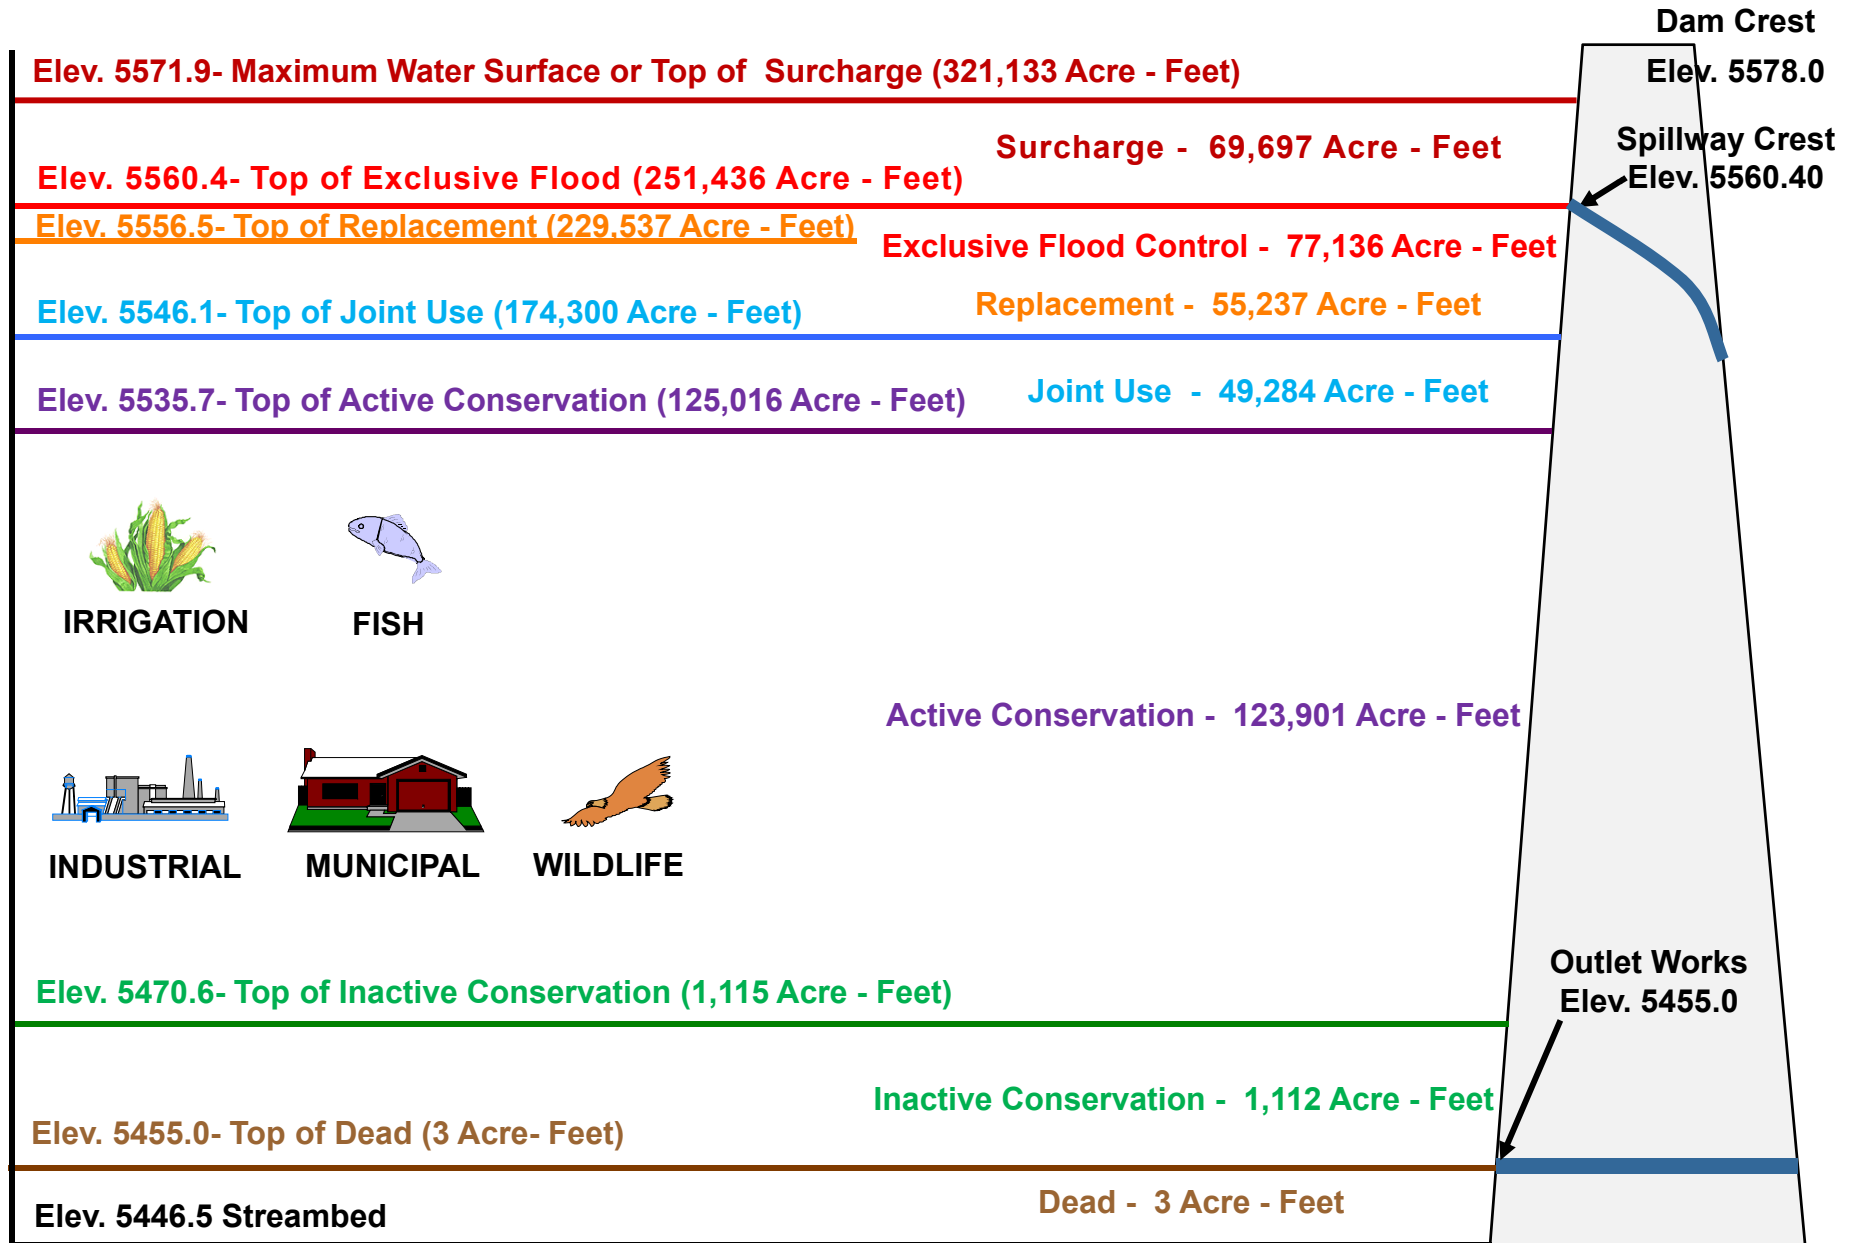 Dam Crest
Elev. 5578.0
Elev. 5571.9- Maximum Water Surface or Top of Surcharge (321,133 Acre - Feet)
Surcharge - 69,697 Acre - Feet
Spillway Crest
Elev. 5560.40
Elev. 5560.4- Top of Exclusive Flood (251,436 Acre - Feet)
Elev. 5556.5- Top of Replacement (229,537 Acre - Feet)
Exclusive Flood Control - 77,136 Acre - Feet
Replacement - 55,237 Acre - Feet
Elev. 5546.1- Top of Joint Use (174,300 Acre - Feet)
Joint Use - 49,284 Acre - Feet
Elev. 5535.7- Top of Active Conservation (125,016 Acre - Feet)
IRRIGATION
FISH
Active Conservation - 123,901 Acre - Feet
INDUSTRIAL
MUNICIPAL
WILDLIFE
Outlet Works
Elev. 5455.0
Elev. 5470.6- Top of Inactive Conservation (1,115 Acre - Feet)
Inactive Conservation - 1,112 Acre - Feet
Elev. 5455.0- Top of Dead (3 Acre- Feet)
Dead - 3 Acre - Feet
Elev. 5446.5 Streambed